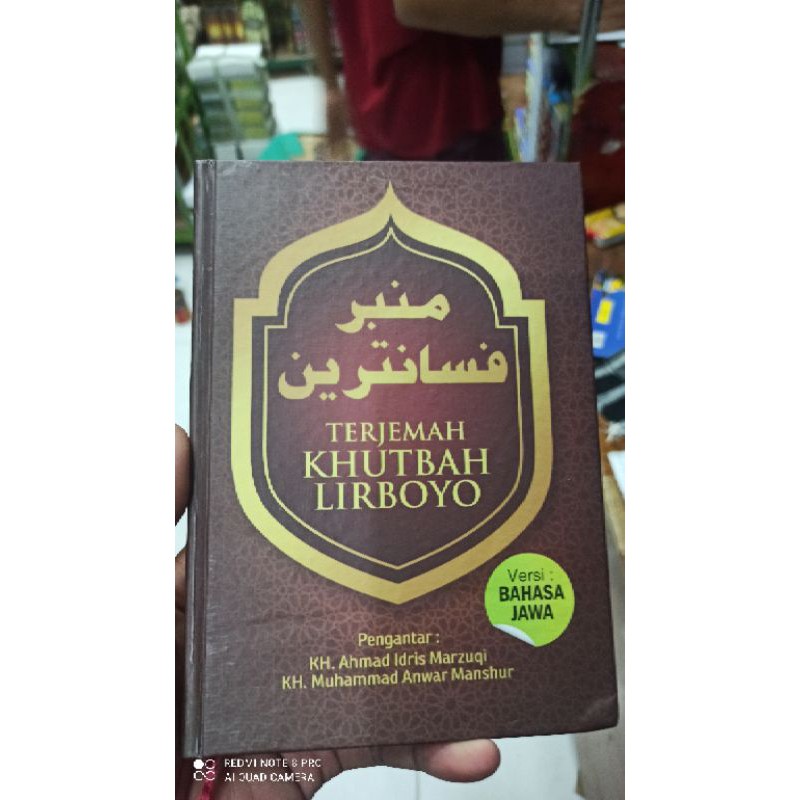 منبر
فسانترين
TERJEMAH
KHUTBAH
LIRBOYO
Versi :
BAHASA
JAWA
Pengantar :
KH. Ahmad Idris Marzuqi
KH. Muhammad Anwar Manshur
REDMI NOTE 8 PRO
AI QUAD CAMERA